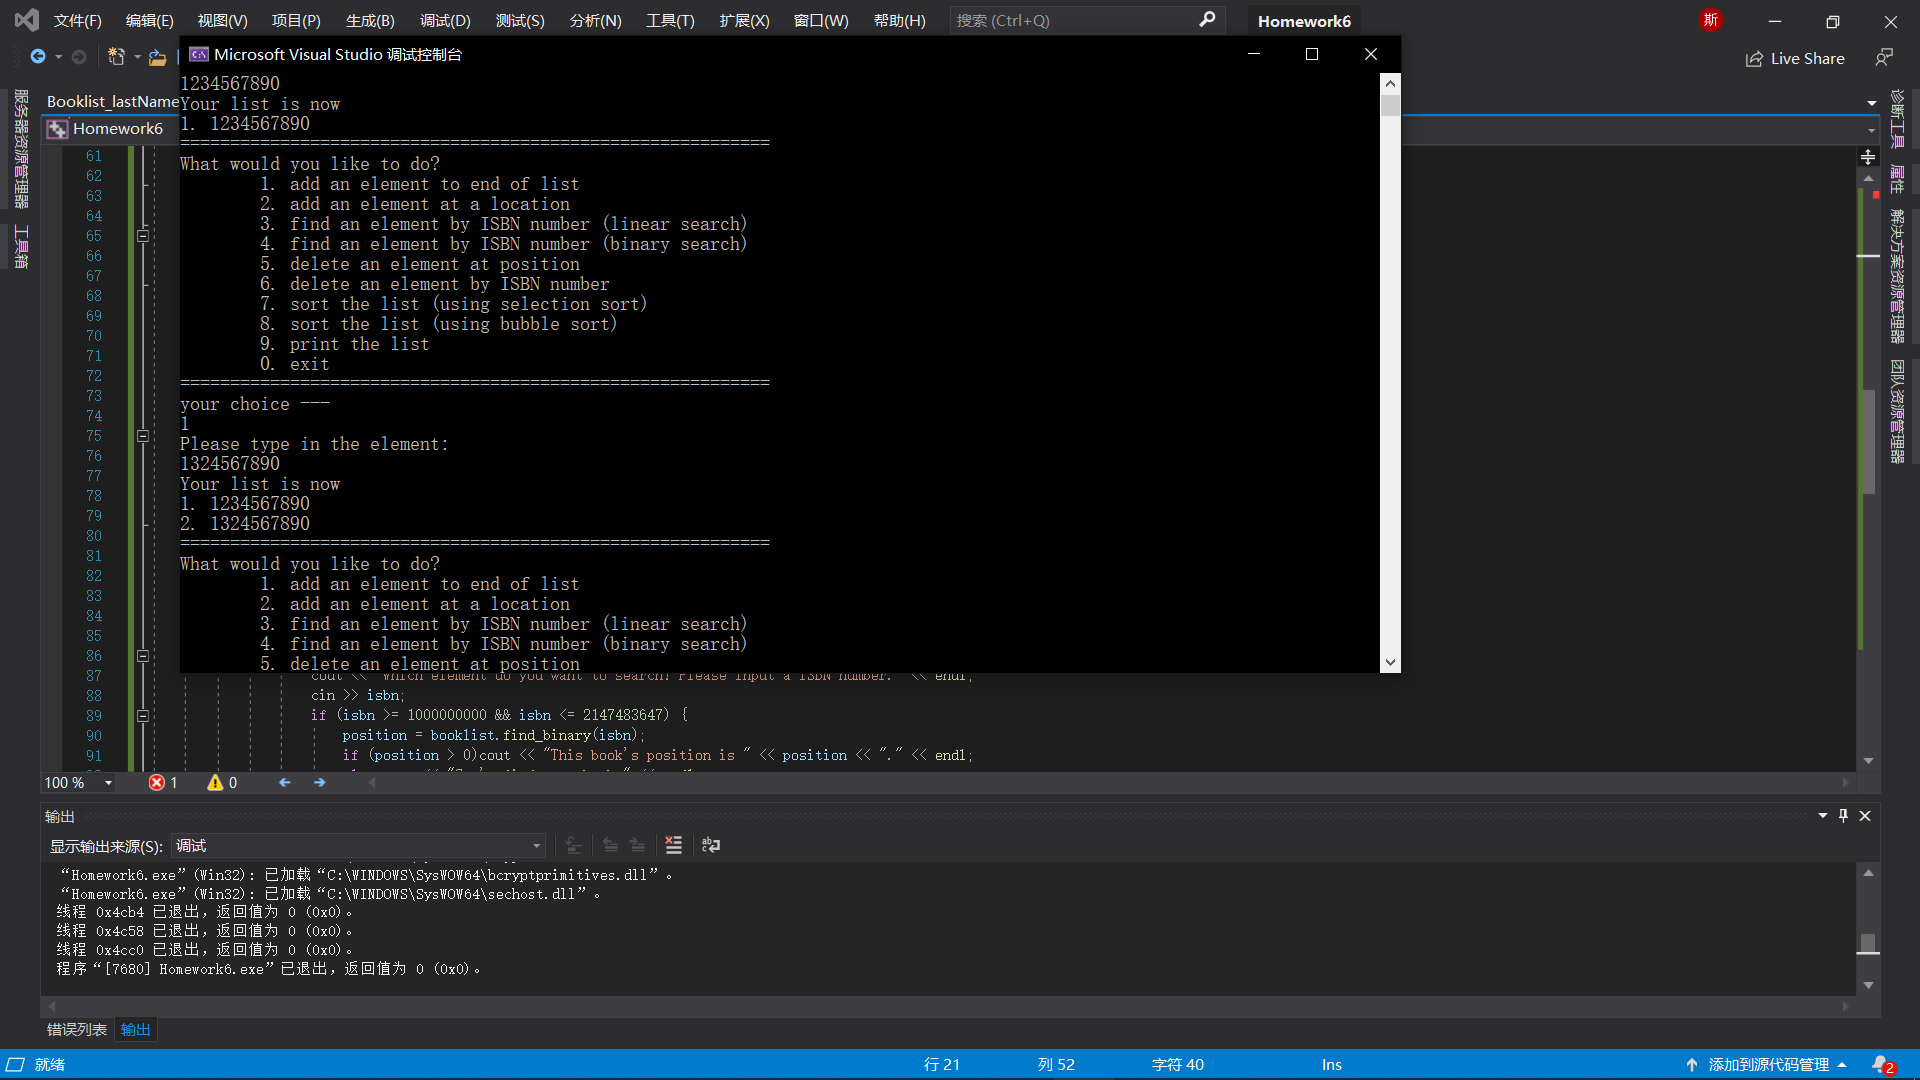 文件(F) 编辑(E) 视图(V) 项目(P) 生成(B) 调试(D) 测试(S) 分析(N) 工具(T) 扩展(X) 窗口(W) 帮助(H) 搜索 (Ctrl+Q) Homework6 斯
Microsoft Visual Studio 调试控制台
Live Share
服务器资源管理器
工具箱
Booklist_lastName
Homework6
1234567890
Your list is now
1. 1234567890
===========================================================
What would you like to do?
1. add an element to end of list
2. add an element at a location
3. find an element by ISBN number (linear search)
4. find an element by ISBN number (binary search)
5. delete an element at position
6. delete an element by ISBN number
7. sort the list (using selection sort)
8. sort the list (using bubble sort)
9. print the list
0. exit
===========================================================
your choice ---
1
Please type in the element:
1324567890
Your list is now
1. 1234567890
2. 1324567890
===========================================================
What would you like to do?
1. add an element to end of list
2. add an element at a location
3. find an element by ISBN number (linear search)
4. find an element by ISBN number (binary search)
5. delete an element at position
61
62
63
64
65
66
67
68
69
70
71
72
73
74
75
76
77
78
79
80
81
82
83
84
85
86
87 cout << "Which element do you want to search? Please input a ISBN number." << endl;
88 cin >> isbn;
89 if (isbn >= 1000000000 && isbn <= 2147483647) {
90 position = booklist.find_binary(isbn);
91 if (position > 0)cout << "This book's position is " << position << "." << endl;
诊断工具
属性
解决方案资源管理器
团队资源管理器
100 % 1 0
输出
显示输出来源(S): 调试
“Homework6.exe”(Win32): 已加载“C:\WINDOWS\SysWOW64\bcryptprimitives.dll”。
“Homework6.exe”(Win32): 已加载“C:\WINDOWS\SysWOW64\sechost.dll”。
线程 0x4cb4 已退出，返回值为 0 (0x0)。
线程 0x4c58 已退出，返回值为 0 (0x0)。
线程 0x4cc0 已退出，返回值为 0 (0x0)。
程序“[7680] Homework6.exe”已退出，返回值为 0 (0x0)。
错误列表 输出
就绪 行 21 列 52 字符 40 Ins 添加到源代码管理 2